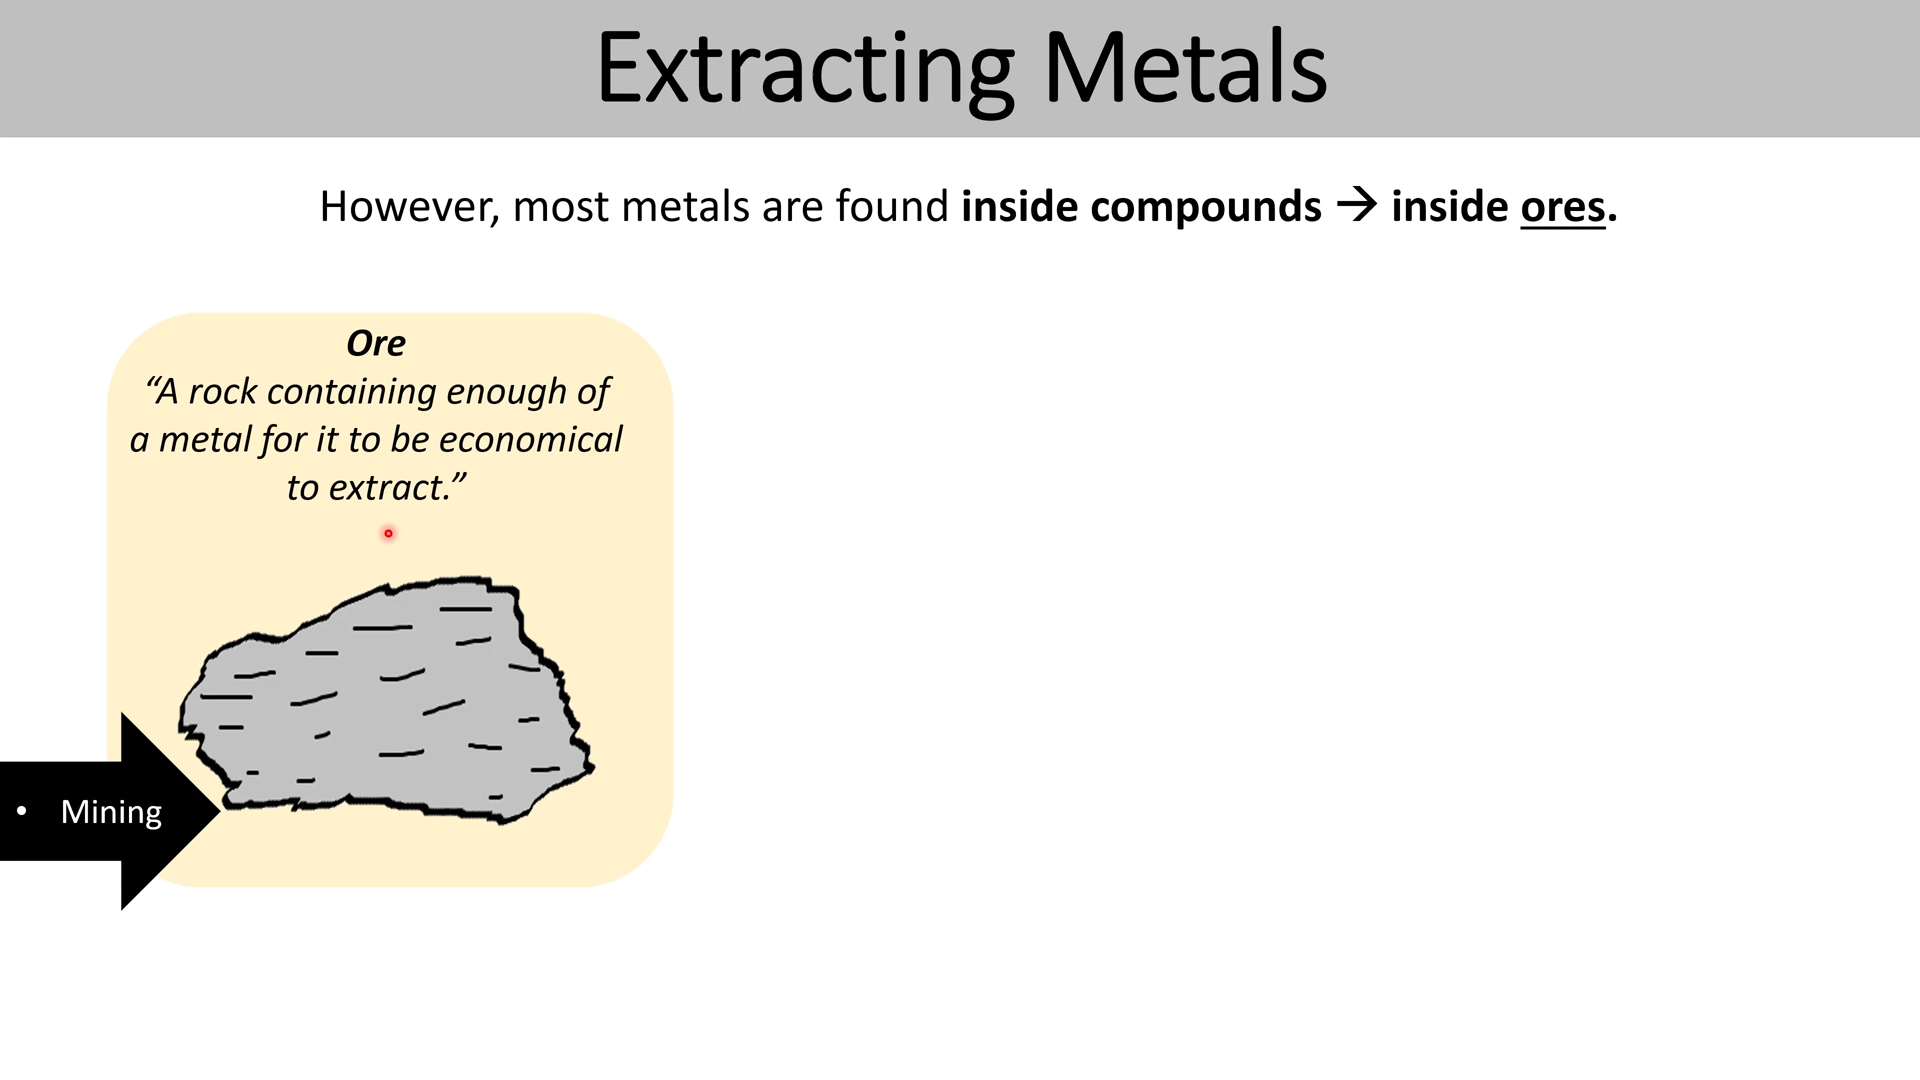 Extracting Metals
However, most metals are found inside compounds → inside ores.
Ore
“A rock containing enough of
a metal for it to be economical
to extract.”
• Mining